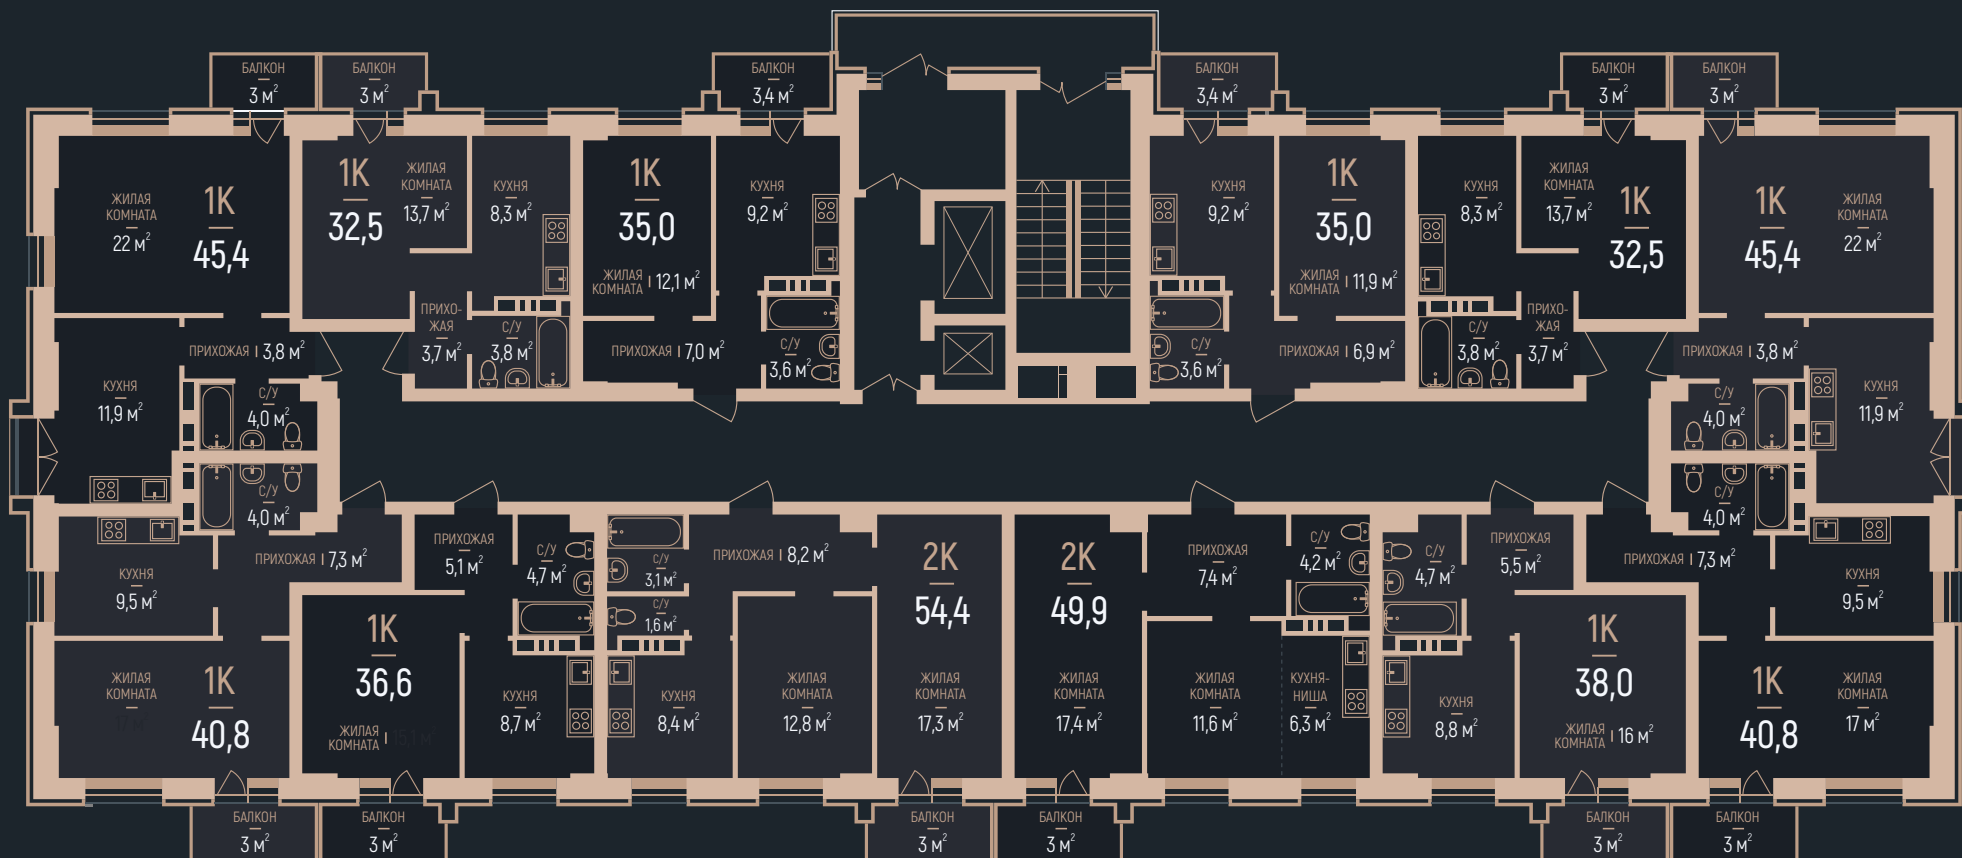 БАЛКОН
3 м²
БАЛКОН
3 м²
БАЛКОН
3,4 м²
БАЛКОН
3,4 м²
БАЛКОН
3 м²
БАЛКОН
3 м²
ЖИЛАЯ
КОМНАТА
22 м²
1К
45,4
1К
32,5
ЖИЛАЯ
КОМНАТА
13,7 м²
КУХНЯ
8,3 м²
1К
35,0
ЖИЛАЯ
КОМНАТА
12,1 м²
КУХНЯ
9,2 м²
КУХНЯ
9,2 м²
1К
35,0
ЖИЛАЯ
КОМНАТА
11,9 м²
КУХНЯ
8,3 м²
ЖИЛАЯ
КОМНАТА
13,7 м²
1К
32,5
1К
45,4
ЖИЛАЯ
КОМНАТА
22 м²
ПРИХОЖАЯ 3,8 м²
ПРИХО-
ЖАЯ
3,7 м²
С/У
3,8 м²
ПРИХОЖАЯ 7,0 м²
С/У
3,6 м²
С/У
3,6 м²
ПРИХОЖАЯ 6,9 м²
С/У
3,8 м²
ПРИХО-
ЖАЯ
3,7 м²
ПРИХОЖАЯ 3,8 м²
КУХНЯ
11,9 м²
С/У
4,0 м²
С/У
4,0 м²
КУХНЯ
11,9 м²
С/У
4,0 м²
С/У
4,0 м²
КУХНЯ
9,5 м²
ПРИХОЖАЯ 7,3 м²
ПРИХОЖАЯ
5,1 м²
С/У
4,7 м²
С/У
3,1 м²
С/У
1,6 м²
ПРИХОЖАЯ 8,2 м²
2К
54,4
2К
49,9
ПРИХОЖАЯ
7,4 м²
С/У
4,2 м²
С/У
4,7 м²
ПРИХОЖАЯ
5,5 м²
ПРИХОЖАЯ 7,3 м²
КУХНЯ
9,5 м²
ЖИЛАЯ
КОМНАТА
17 м²
1К
40,8
1К
36,6
ЖИЛАЯ
КОМНАТА
15,1 м²
КУХНЯ
8,7 м²
КУХНЯ
8,4 м²
ЖИЛАЯ
КОМНАТА
12,8 м²
ЖИЛАЯ
КОМНАТА
17,3 м²
ЖИЛАЯ
КОМНАТА
17,4 м²
ЖИЛАЯ
КОМНАТА
11,6 м²
КУХНЯ-
НИША
6,3 м²
КУХНЯ
8,8 м²
1К
38,0
ЖИЛАЯ
КОМНАТА
16 м²
1К
40,8
ЖИЛАЯ
КОМНАТА
17 м²
БАЛКОН
3 м²
БАЛКОН
3 м²
БАЛКОН
3 м²
БАЛКОН
3 м²
БАЛКОН
3 м²
БАЛКОН
3 м²